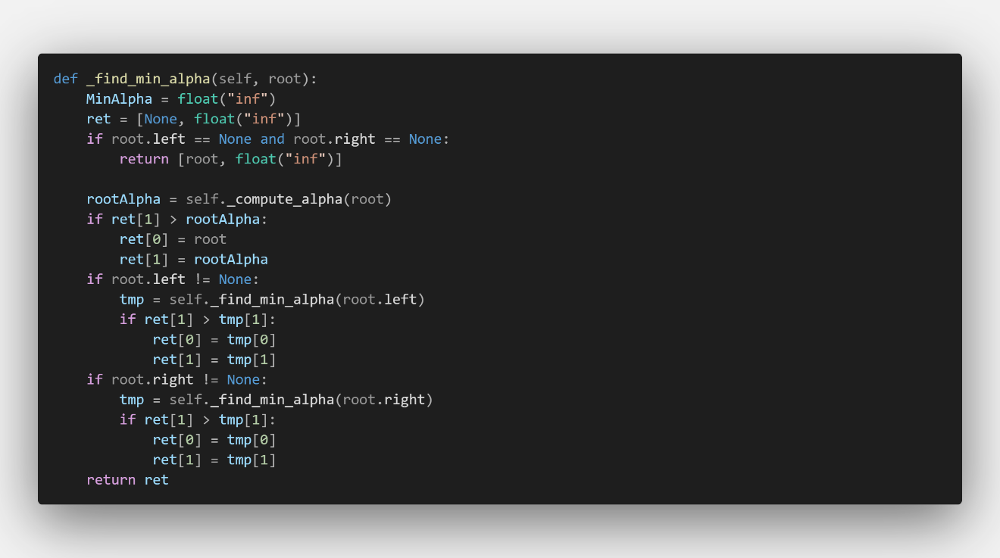 def _find_min_alpha(self, root):
    MinAlpha = float("inf")
    ret = [None, float("inf")]
    if root.left == None and root.right == None:
        return [root, float("inf")]

    rootAlpha = self._compute_alpha(root)
    if ret[1] > rootAlpha:
        ret[0] = root
        ret[1] = rootAlpha
    if root.left != None:
        tmp = self._find_min_alpha(root.left)
        if ret[1] > tmp[1]:
            ret[0] = tmp[0]
            ret[1] = tmp[1]
    if root.right != None:
        tmp = self._find_min_alpha(root.right)
        if ret[1] > tmp[1]:
            ret[0] = tmp[0]
            ret[1] = tmp[1]
    return ret